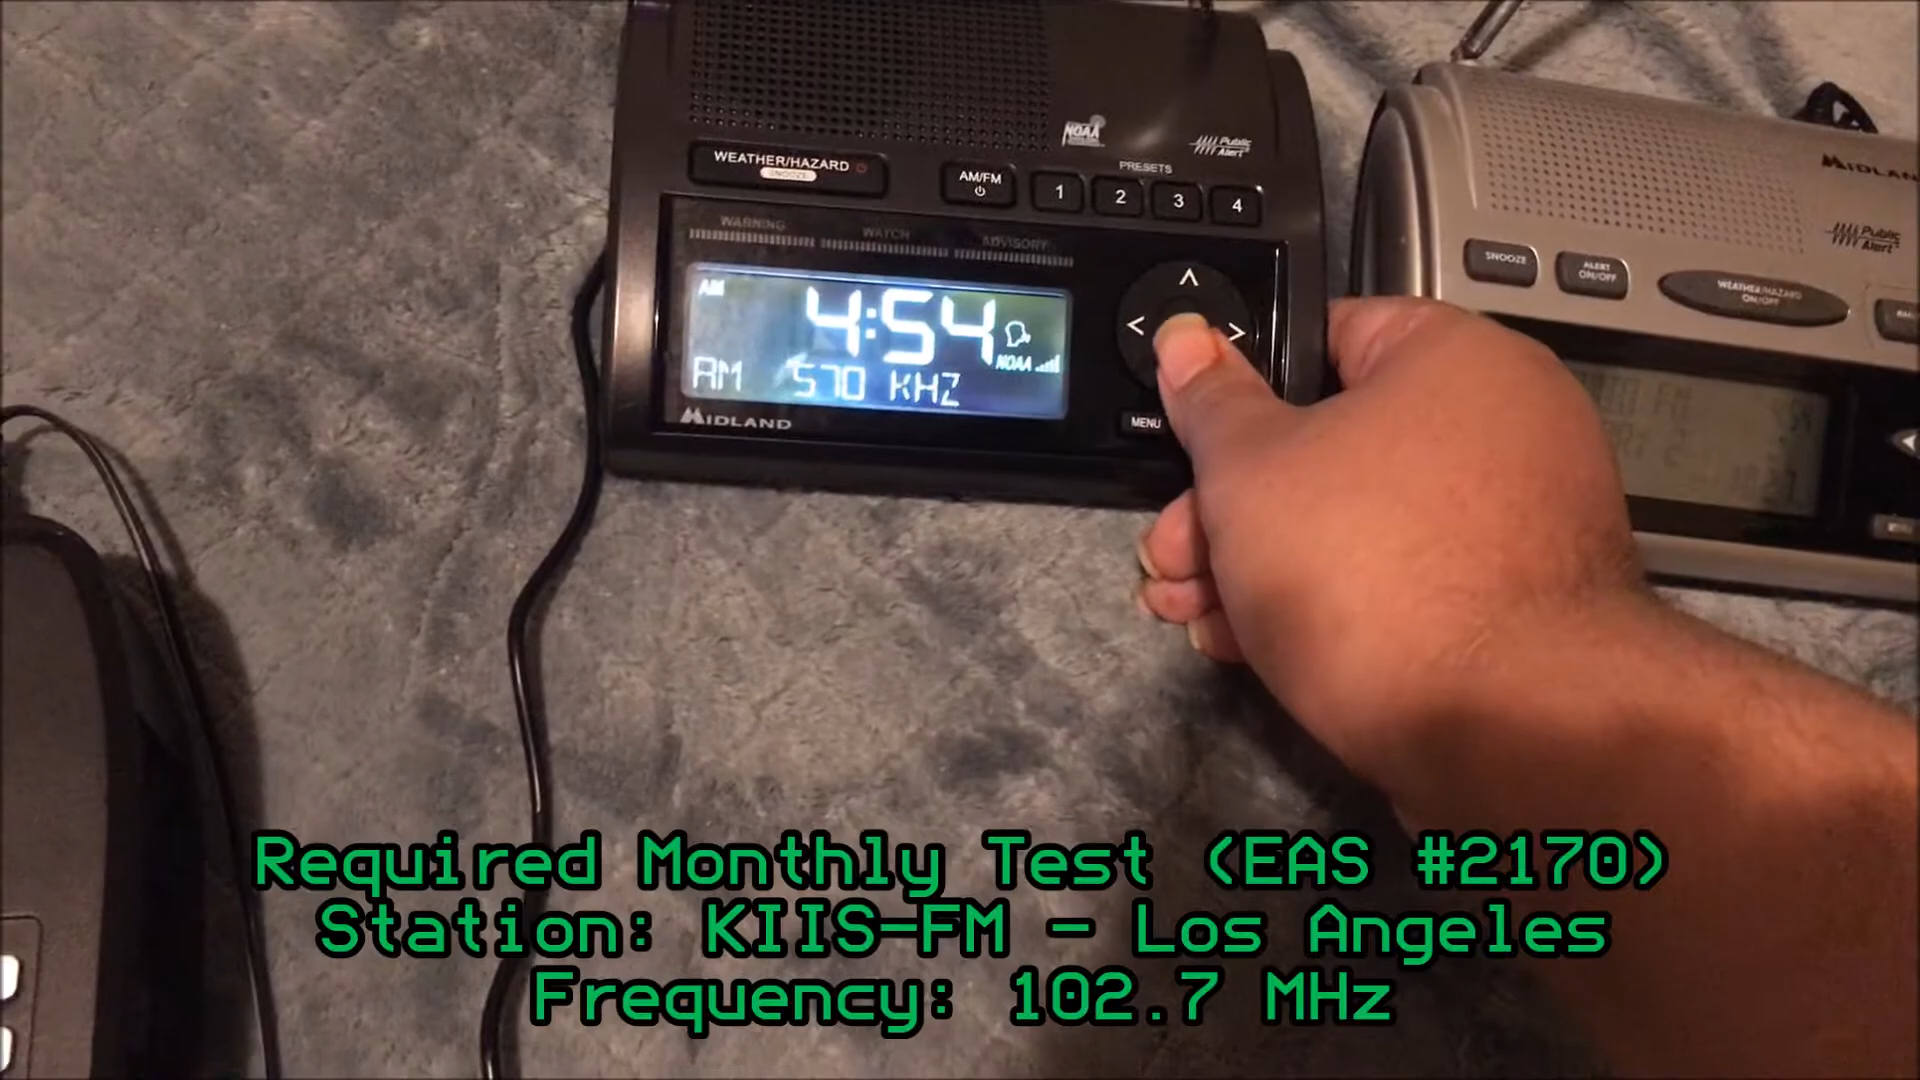 NOAA
Public
Alert
WEATHER/HAZARD
SNOOZE
AM/FM
PRESETS
1
2
3
4
WARNING
WATCH
ADVISORY
AM
4:54
NOAA
AM 570 KHZ
MIDLAND
MENU
MIDLAN
Public
Alert
SNOOZE
ALERT
ON/OFF
WEATHER/HAZARD
ON/OFF
Required Monthly Test (EAS #2170)
Station: KIIS-FM - Los Angeles
Frequency: 102.7 MHz